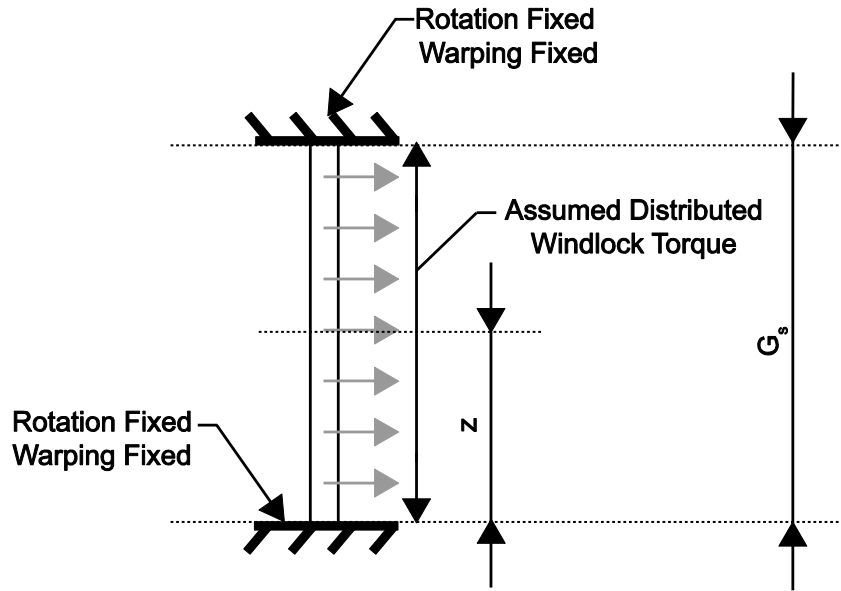 Rotation Fixed
Warping Fixed
Assumed Distributed
Windlock Torque
Gs
z
Rotation Fixed
Warping Fixed